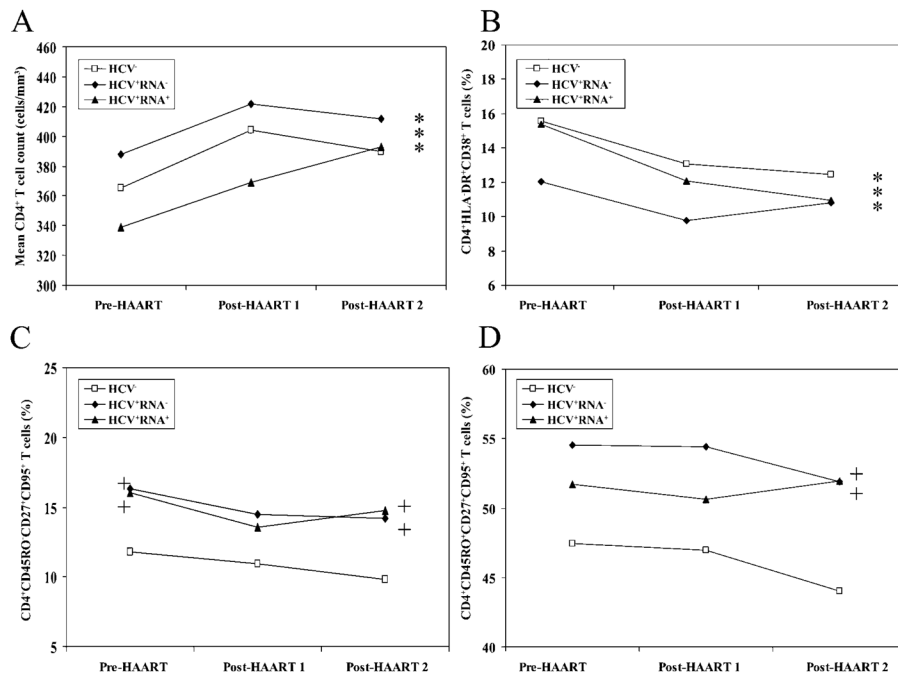 A
Mean CD4⁺ T cell count (cells/mm³)
460
440
420
400
380
360
340
320
300
HCV⁻
HCV⁺RNA⁻
HCV⁺RNA⁺
***
Pre-HAART Post-HAART 1 Post-HAART 2
B
CD4⁺HLA⁻DR⁺CD38⁺ T cells (%)
20
18
16
14
12
10
8
6
HCV⁻
HCV⁺RNA⁻
HCV⁺RNA⁺
***
Pre-HAART Post-HAART 1 Post-HAART 2
C
CD4⁺CD45RO⁻CD27⁺CD95⁺ T cells (%)
25
20
15
10
5
HCV⁻
HCV⁺RNA⁻
HCV⁺RNA⁺
+
+
+
+
Pre-HAART Post-HAART 1 Post-HAART 2
D
CD4⁺CD45RO⁺CD27⁺CD95⁺ T cells (%)
60
55
50
45
40
HCV⁻
HCV⁺RNA⁻
HCV⁺RNA⁺
+
+
Pre-HAART Post-HAART 1 Post-HAART 2